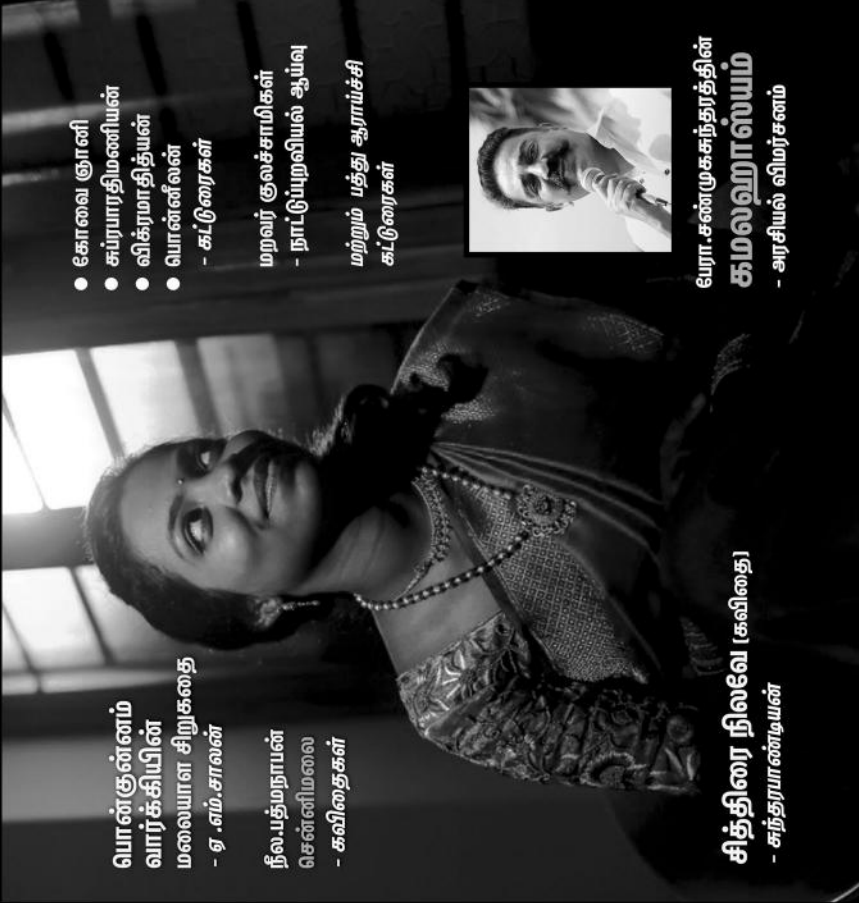 பொன்குன்னம்
வார்க்கியின்
மலையாள சிறுகதை
- ஏ.எம்.சாலன்
நீல.பத்மநாபன்
சென்னிமலை
- கவிதைகள்
சித்திரை நிலவே (கவிதை)
- சுந்தரபாண்டியன்
● கோவை ஞானி
● சுப்ரபாரதிமணியன்
● விக்ரமாதித்யன்
● பொன்னீலன்
- கட்டுரைகள்
மறவர் குலச்சாமிகள்
- நாட்டுப்புறவியல் ஆய்வு
மற்றும் பத்து ஆராய்ச்சி
கட்டுரைகள்
பேரா.சண்முகசுந்தரத்தின்
கமலஹாஸ்யம்
- அரசியல் விமர்சனம்